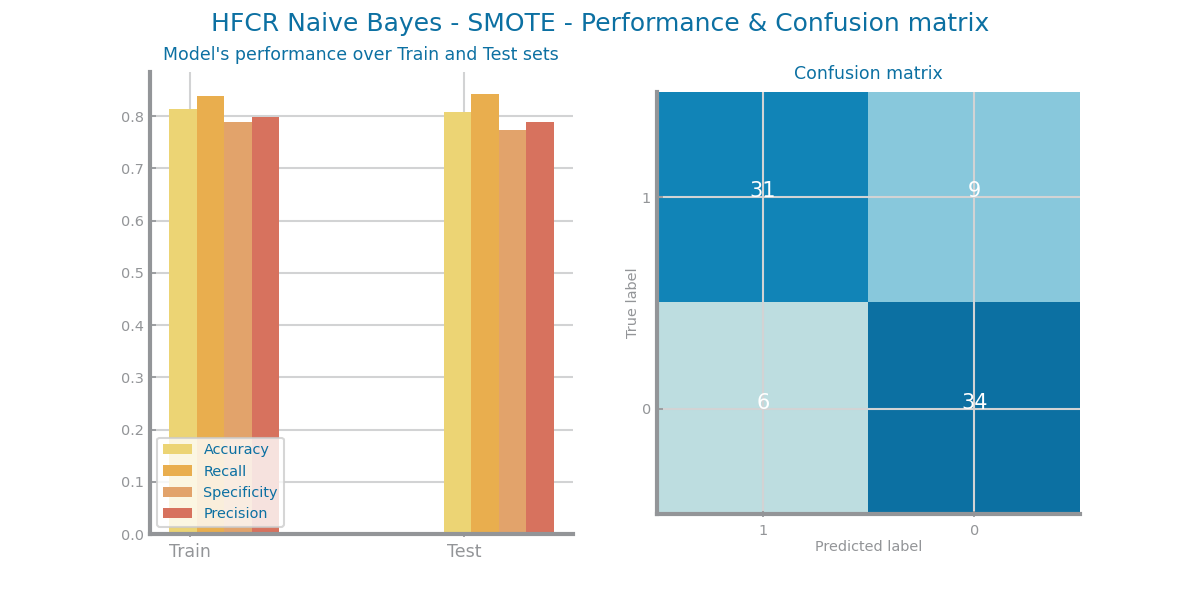 HFCR Naive Bayes - SMOTE - Performance & Confusion matrix
Model's performance over Train and Test sets
0.8
0.7
0.6
0.5
0.4
0.3
0.2
0.1
0.0
Accuracy
Recall
Specificity
Precision
Train
Test
Confusion matrix
True label
1
0
31
9
6
34
1
0
Predicted label